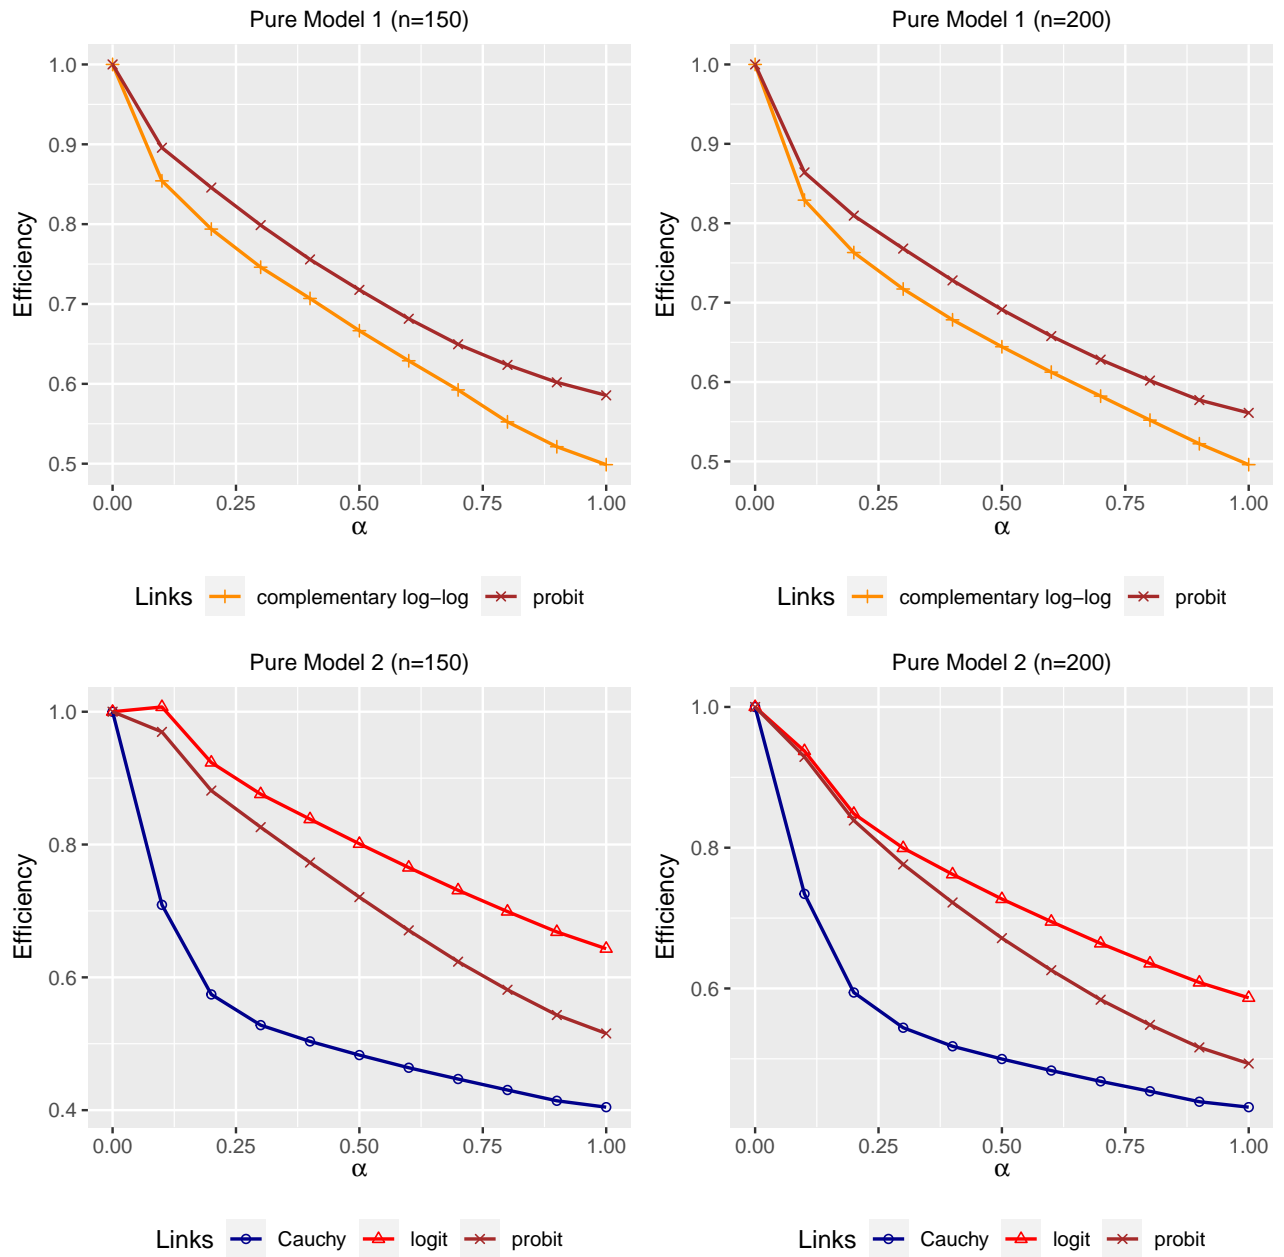 Pure Model 1 (n=150)
Efficiency
1.0
0.9
0.8
0.7
0.6
0.5
0.00
0.25
0.50
0.75
1.00
α
Links
complementary log−log
probit
Pure Model 1 (n=200)
Efficiency
1.0
0.9
0.8
0.7
0.6
0.5
0.00
0.25
0.50
0.75
1.00
α
Links
complementary log−log
probit
Pure Model 2 (n=150)
Efficiency
1.0
0.8
0.6
0.4
0.00
0.25
0.50
0.75
1.00
α
Links
Cauchy
logit
probit
Pure Model 2 (n=200)
Efficiency
1.0
0.8
0.6
0.00
0.25
0.50
0.75
1.00
α
Links
Cauchy
logit
probit